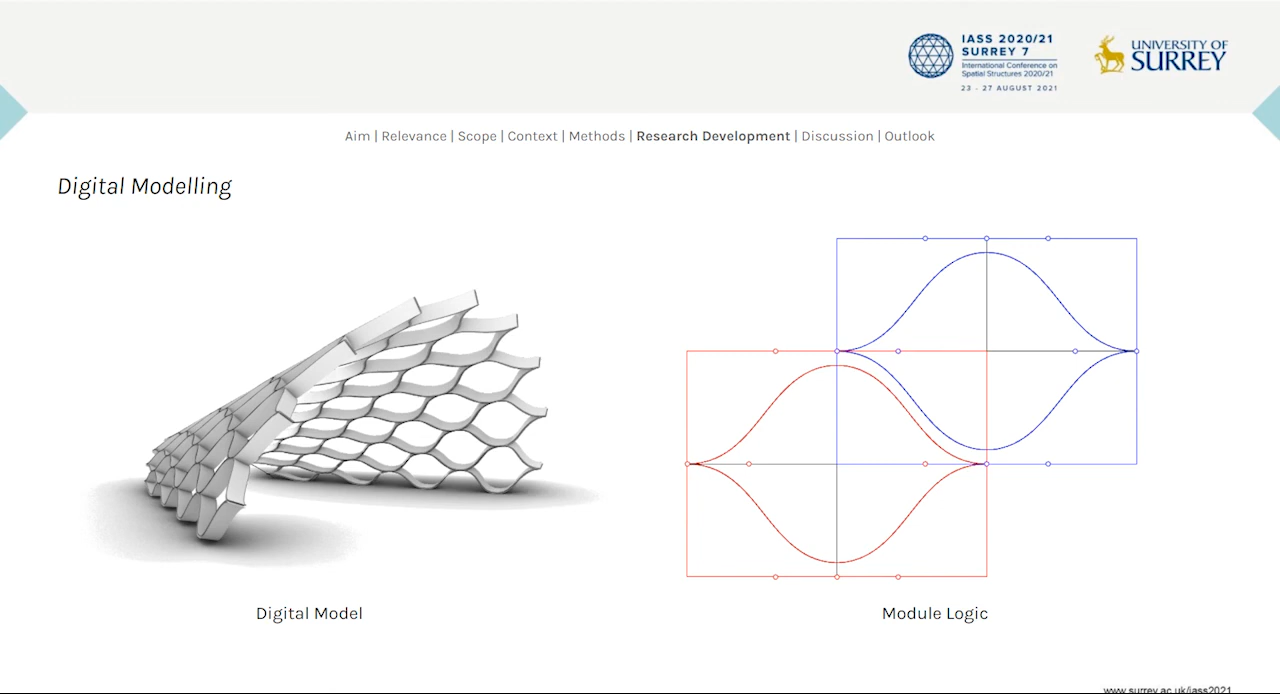 IASS 2020/21
SURREY 7
International Conference on
Spatial Structures 2020/21
23 - 27 AUGUST 2021
UNIVERSITY OF
SURREY
Aim | Relevance | Scope | Context | Methods | Research Development | Discussion | Outlook
Digital Modelling
Digital Model
Module Logic
www.surrey.ac.uk/iass2021